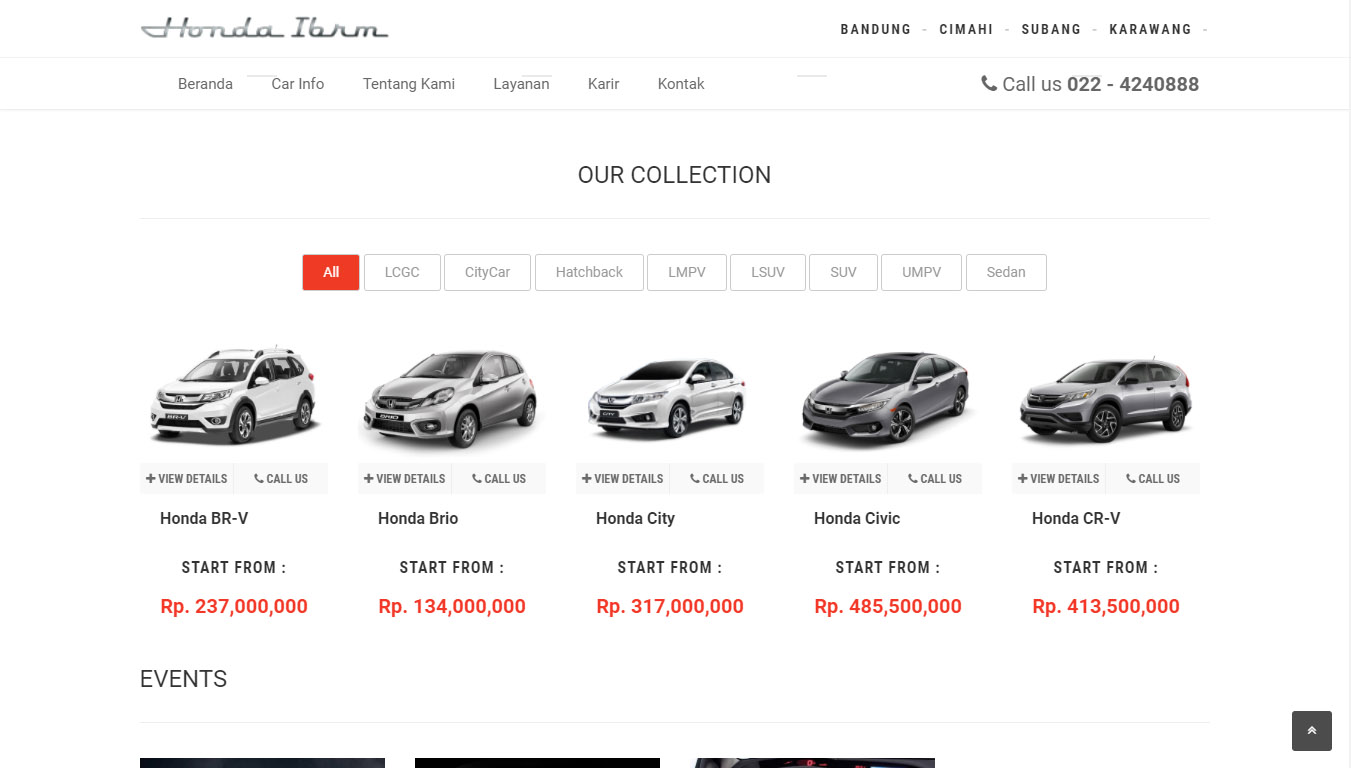 Honda Ibrm
BANDUNG - CIMAHI - SUBANG - KARAWANG -
Beranda Car Info Tentang Kami Layanan Karir Kontak
Call us 022 - 4240888
OUR COLLECTION
All LCGC CityCar Hatchback LMPV LSUV SUV UMPV Sedan
BR-V BRIO CITY
VIEW DETAILS CALL US VIEW DETAILS CALL US VIEW DETAILS CALL US VIEW DETAILS CALL US VIEW DETAILS CALL US
Honda BR-V Honda Brio Honda City Honda Civic Honda CR-V
START FROM : START FROM : START FROM : START FROM : START FROM :
Rp. 237,000,000 Rp. 134,000,000 Rp. 317,000,000 Rp. 485,500,000 Rp. 413,500,000
EVENTS